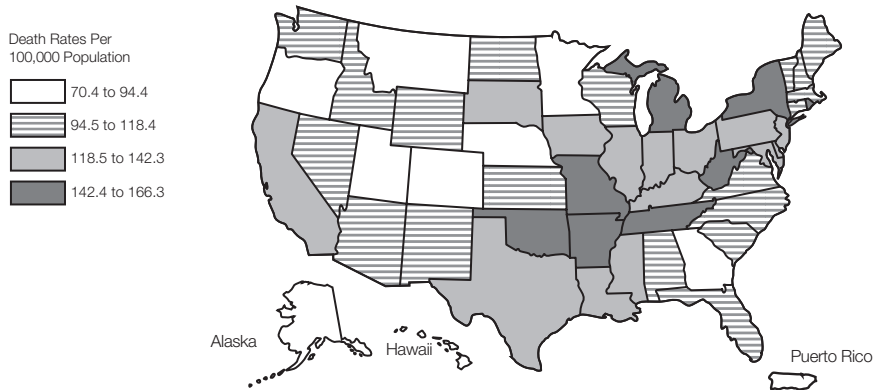 Death Rates Per
100,000 Population
70.4 to 94.4
94.5 to 118.4
118.5 to 142.3
142.4 to 166.3
Alaska
Hawaii
Puerto Rico